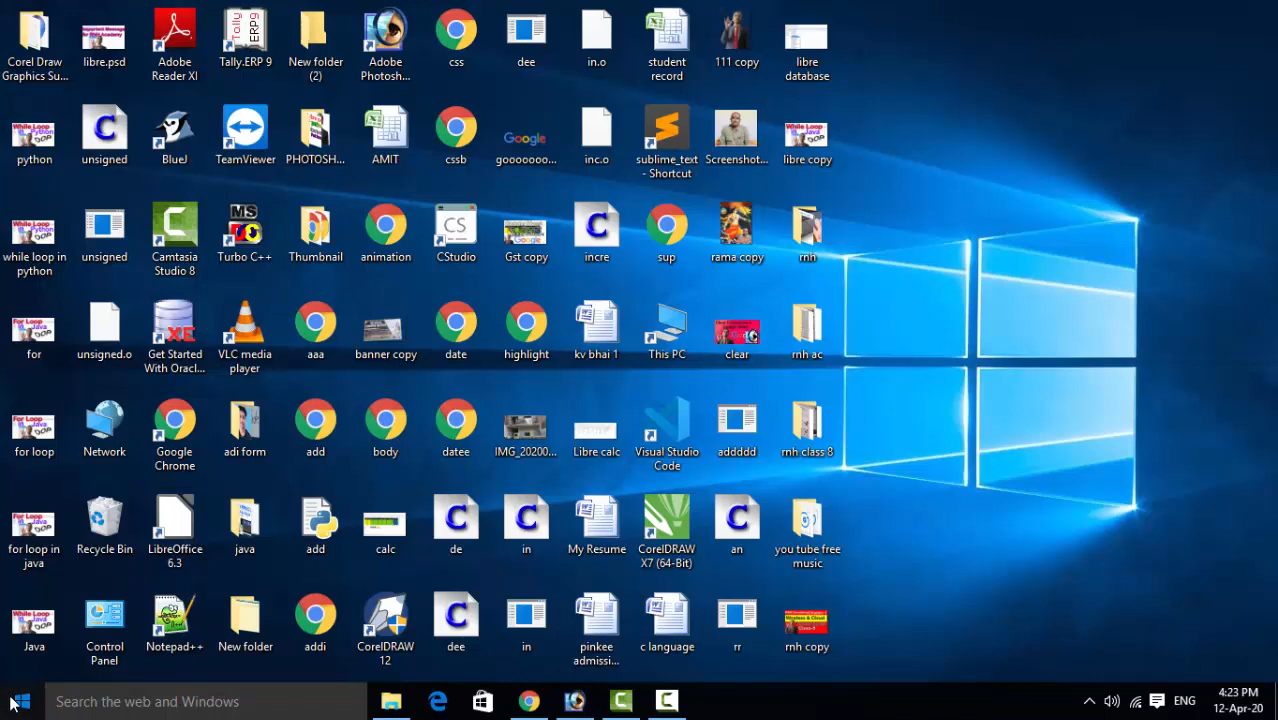 Corel Draw Graphics Su...
libre.psd
Adobe Reader XI
Tally.ERP 9
New folder (2)
Adobe Photosh...
css
dee
in.o
student record
111 copy
libre database
python
unsigned
BlueJ
TeamViewer
PHOTOSH...
AMIT
cssb
Google
gooooooo...
inc.o
sublime_text - Shortcut
Screenshot...
libre copy
while loop in python
unsigned
Camtasia Studio 8
Turbo C++
Thumbnail
animation
CStudio
Gst copy
incre
sup
rama copy
rnh
for
unsigned.o
Get Started With Oracl...
VLC media player
aaa
banner copy
date
highlight
kv bhai 1
This PC
clear
rnh ac
for loop
Network
Google Chrome
adi form
add
body
datee
IMG_20200...
Libre calc
Visual Studio Code
addddd
rnh class 8
for loop in java
Recycle Bin
LibreOffice 6.3
java
add
calc
de
in
My Resume
CorelDRAW X7 (64-Bit)
an
you tube free music
Java
Control Panel
Notepad++
New folder
addi
CorelDRAW 12
dee
in
pinkee admissi...
c language
rr
rnh copy
Search the web and Windows
ENG
4:23 PM
12-Apr-20